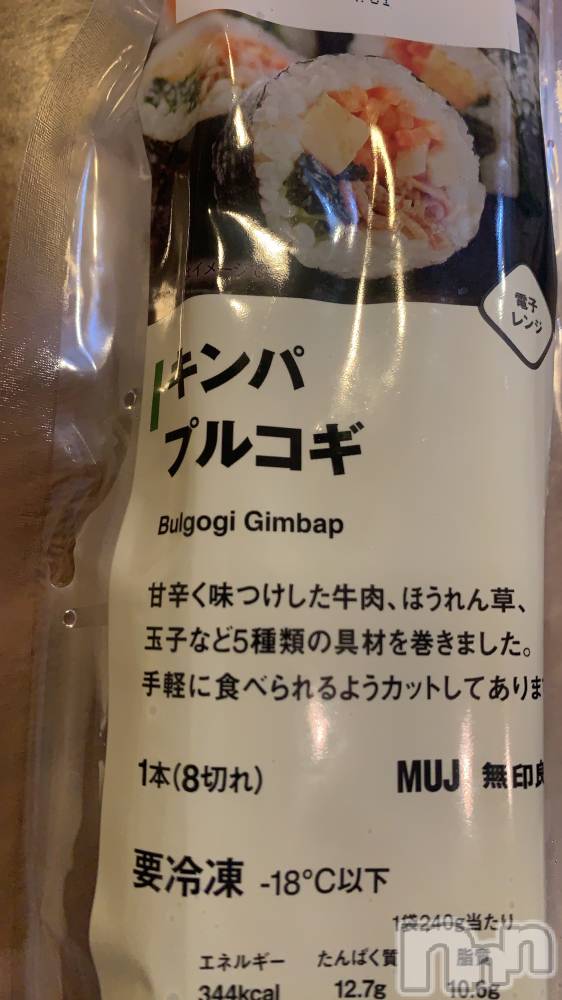 イメージ
電子
レンジ
キンパ
プルコギ
Bulgogi Gimbap
甘辛く味つけした牛肉、ほうれん草、
玉子など5種類の具材を巻きました。
手軽に食べられるようカットしてありま
1本(8切れ)
MUJI 無印良
要冷凍 -18℃以下
1袋240g当たり
エネルギー たんぱく質 脂質
344kcal 12.7g 10.6g